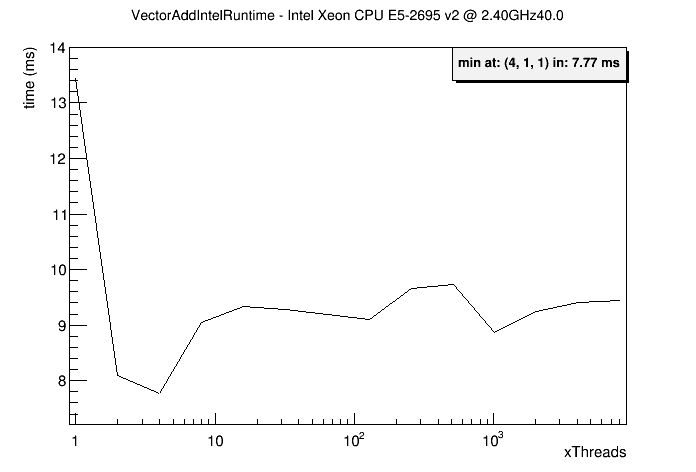 VectorAddIntelRuntime - Intel Xeon CPU E5-2695 v2 @ 2.40GHz40.0
time (ms)
min at: (4, 1, 1) in: 7.77 ms
14
13
12
11
10
9
8
1 10 10² 10³
xThreads